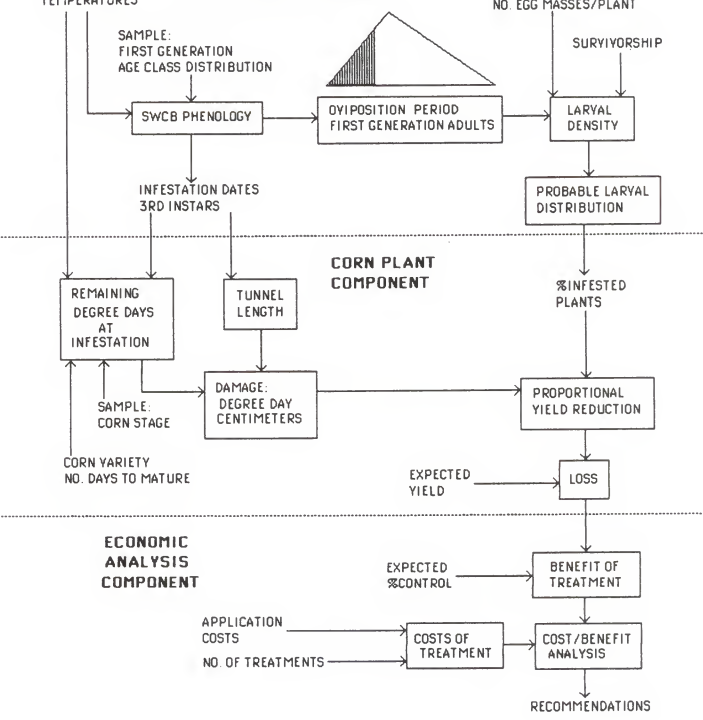 TEMPERATURES
NO. EGG MASSES/PLANT
SAMPLE:
FIRST GENERATION
AGE CLASS DISTRIBUTION
SURVIVORSHIP
SWCB PHENOLOGY
OVIPOSITION PERIOD
FIRST GENERATION ADULTS
LARVAL
DENSITY
INFESTATION DATES
3RD INSTARS
PROBABLE LARVAL
DISTRIBUTION
CORN PLANT
COMPONENT
REMAINING
DEGREE DAYS
AT
INFESTATION
TUNNEL
LENGTH
%INFESTED
PLANTS
SAMPLE:
CORN STAGE
DAMAGE:
DEGREE DAY
CENTIMETERS
PROPORTIONAL
YIELD REDUCTION
CORN VARIETY
NO. DAYS TO MATURE
EXPECTED
YIELD
LOSS
ECONOMIC
ANALYSIS
COMPONENT
EXPECTED
%CONTROL
BENEFIT OF
TREATMENT
APPLICATION
COSTS
NO. OF TREATMENTS
COSTS OF
TREATMENT
COST/BENEFIT
ANALYSIS
RECOMMENDATIONS